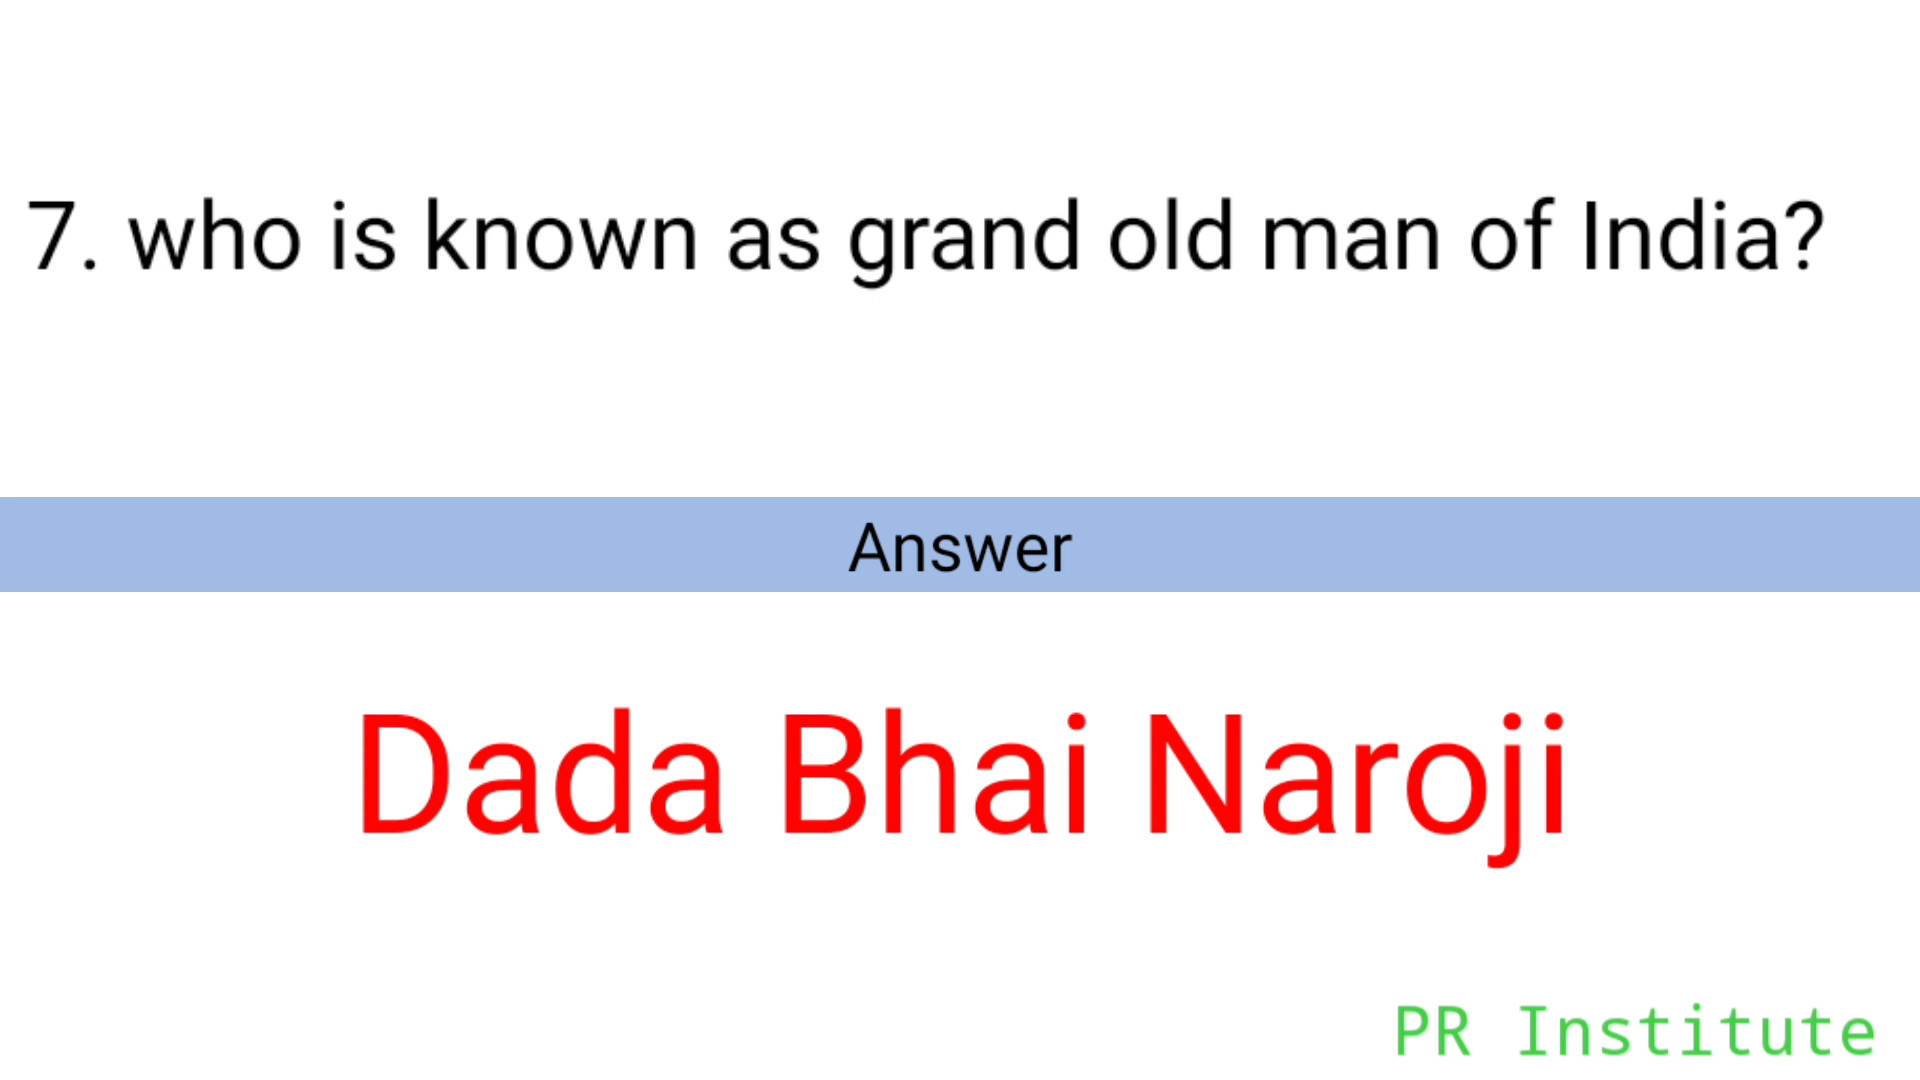 7. who is known as grand old man of India?
Answer
Dada Bhai Naroji
PR Institute